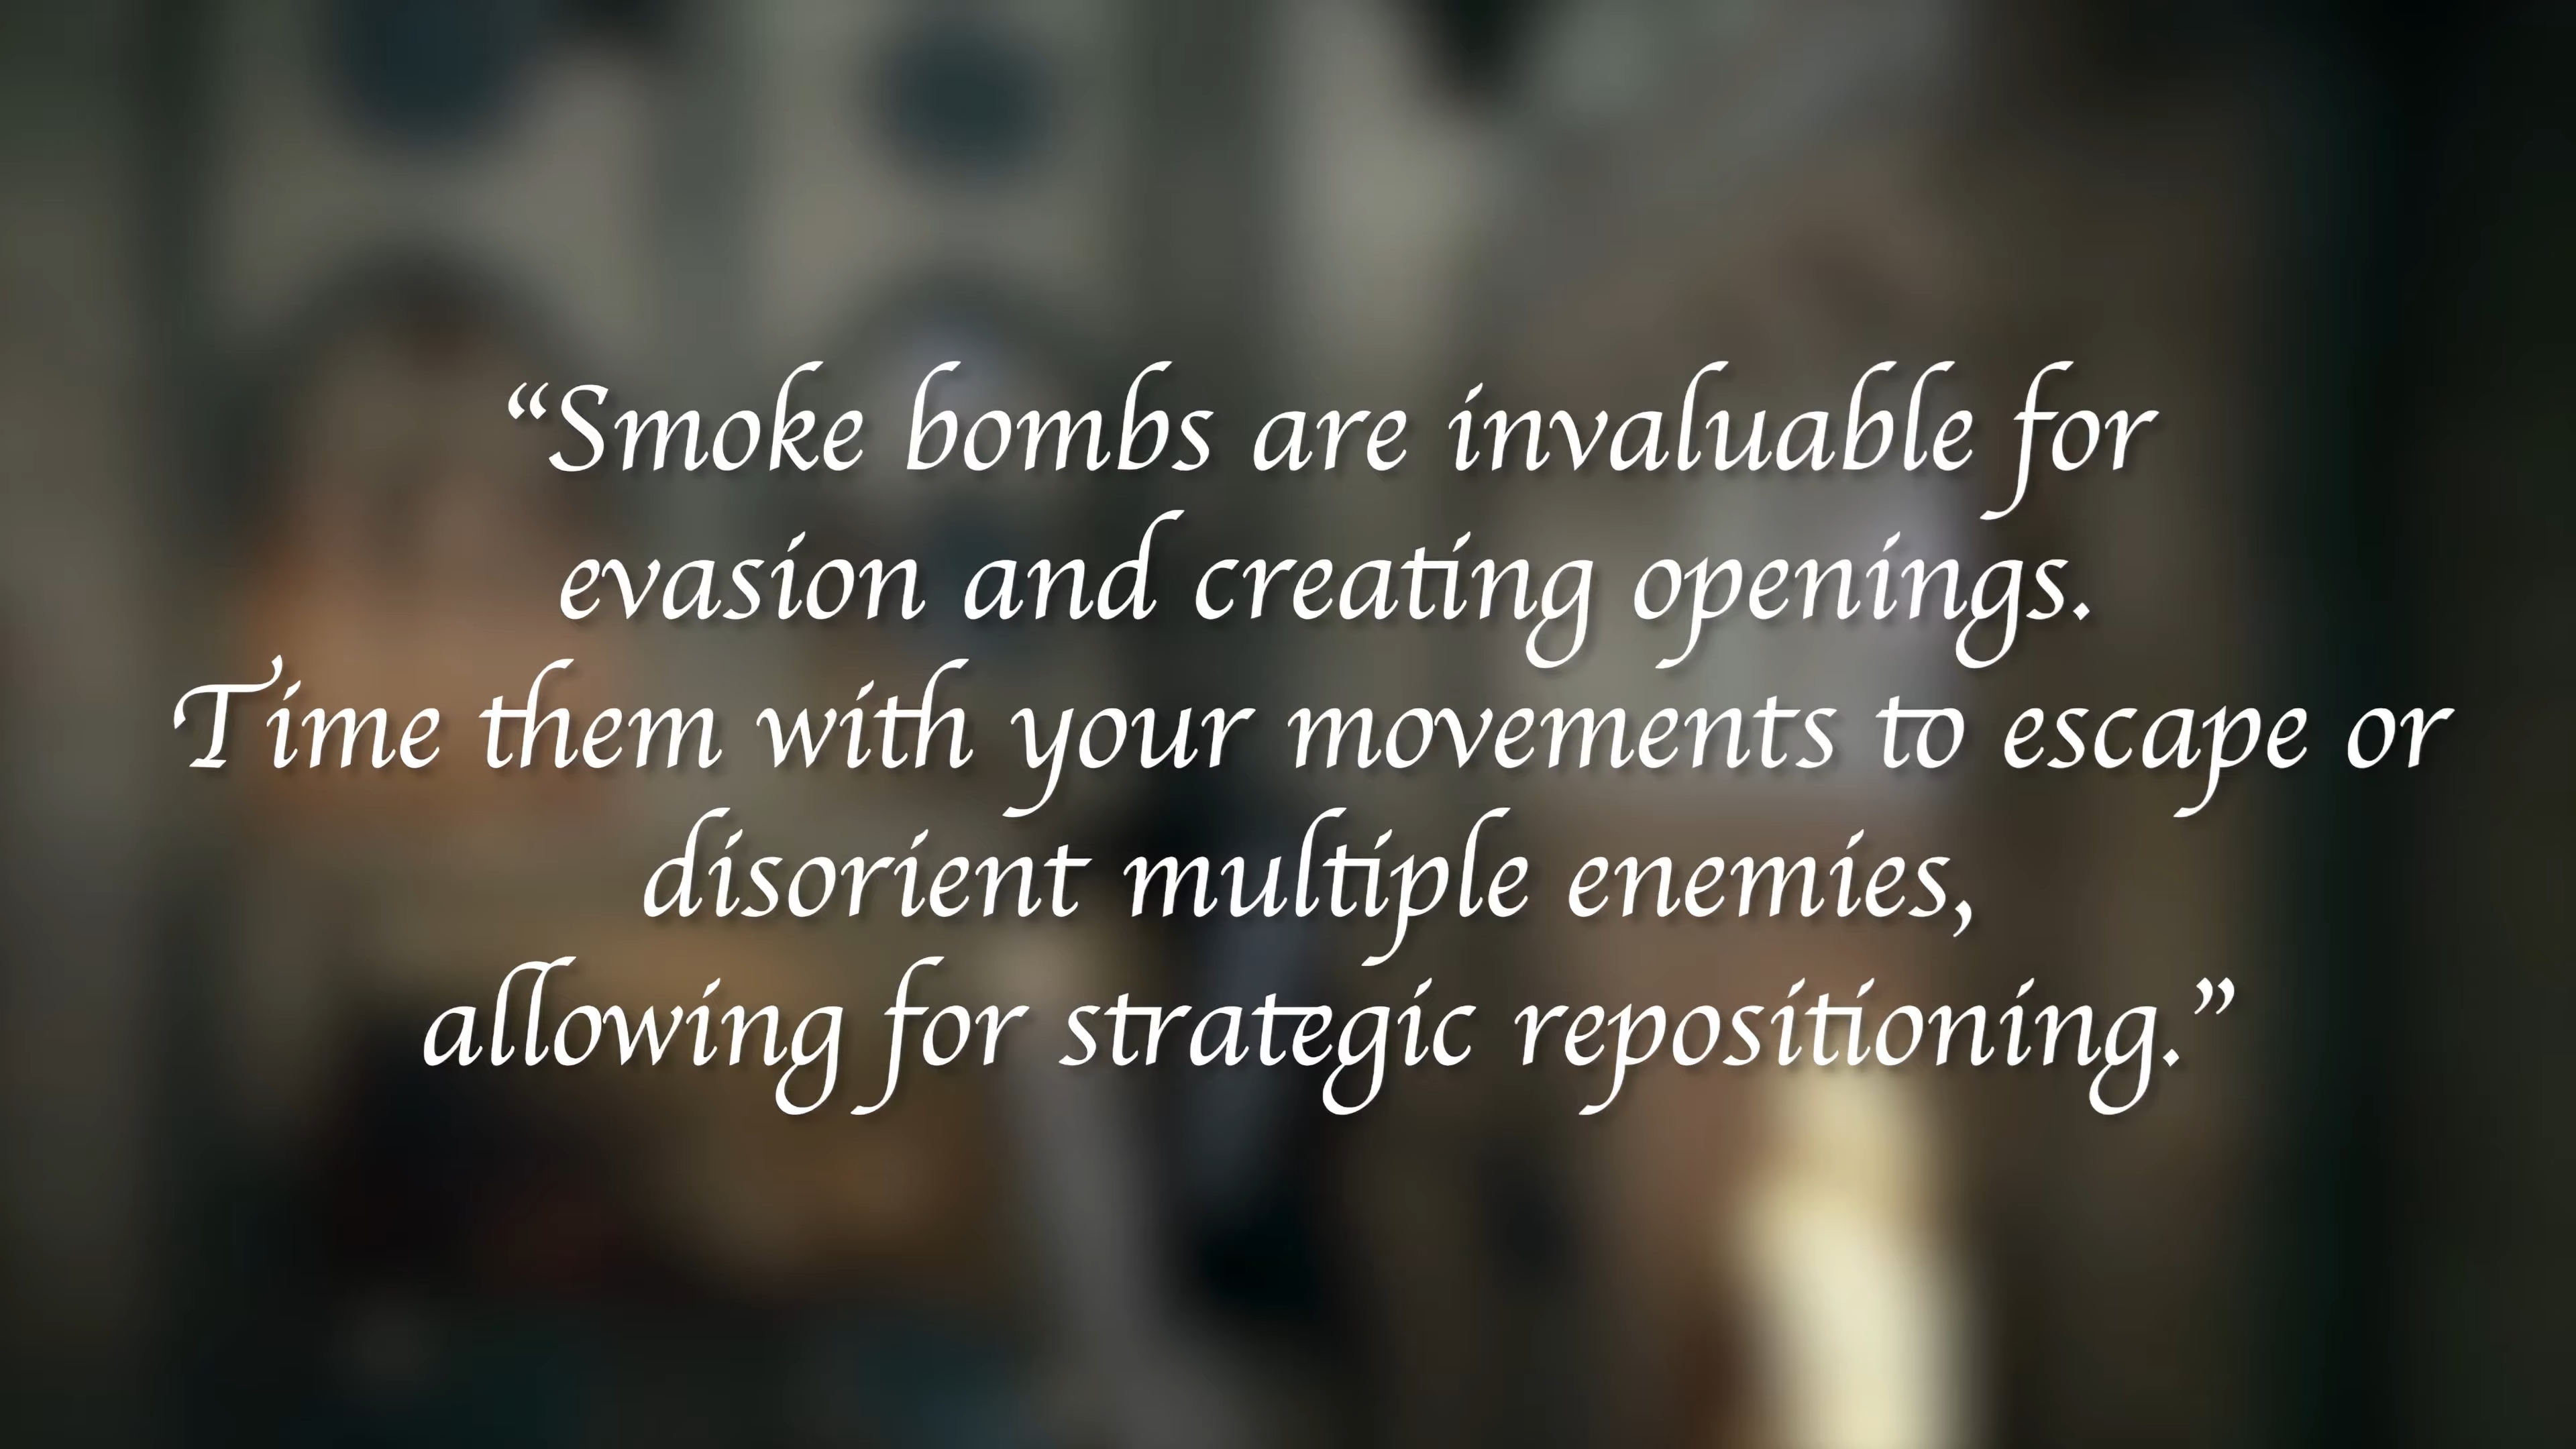 “Smoke bombs are invaluable for
evasion and creating openings.
Time them with your movements to escape or
disorient multiple enemies,
allowing for strategic repositioning.”